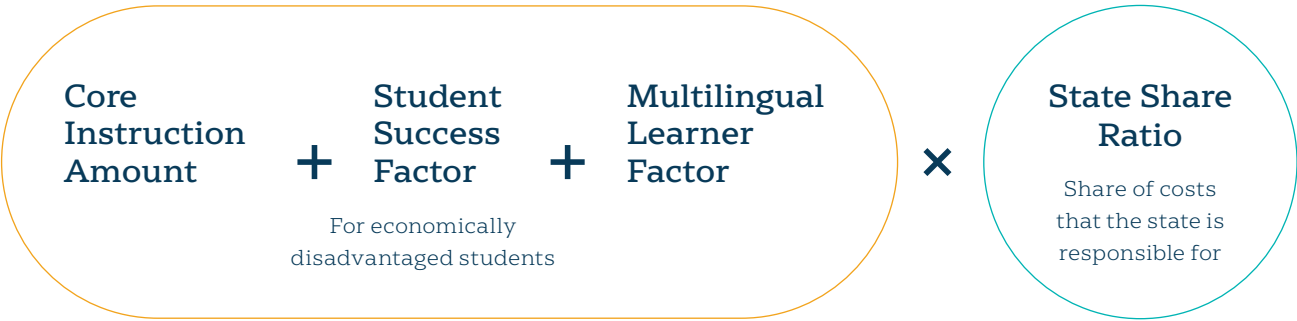 Core
Instruction
Amount
+
Student
Success
Factor
For economically
disadvantaged students
+
Multilingual
Learner
Factor
×
State Share
Ratio
Share of costs
that the state is
responsible for